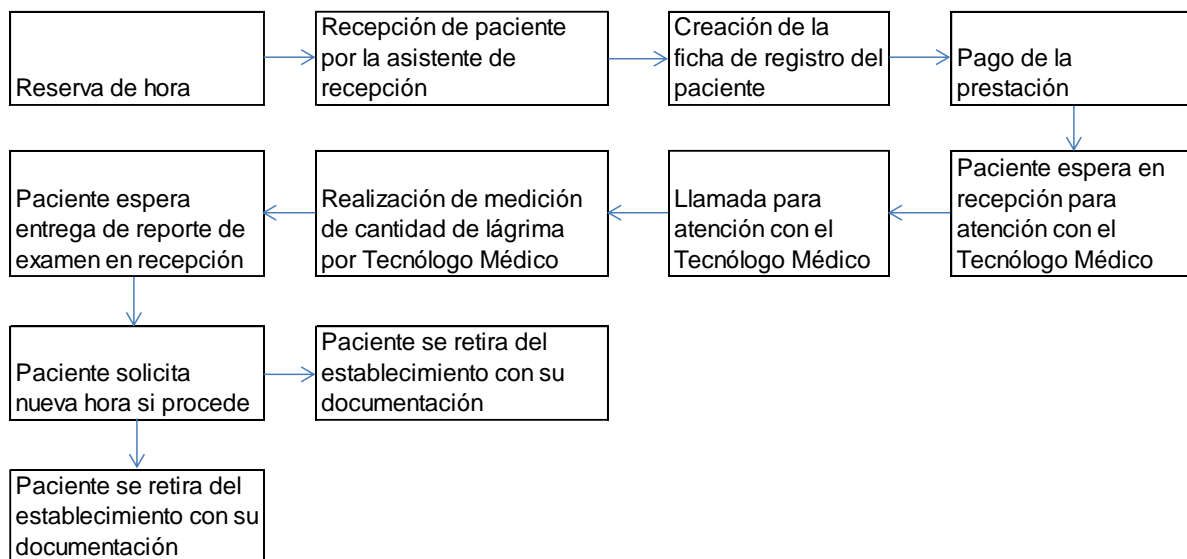 Reserva de hora
Recepción de paciente
por la asistente de
recepción
Creación de la
ficha de registro del
paciente
Pago de la
prestación
Paciente espera en
recepción para
atención con el
Tecnólogo Médico
Llamada para
atención con el
Tecnólogo Médico
Realización de medición
de cantidad de lágrima
por Tecnólogo Médico
Paciente espera
entrega de reporte de
examen en recepción
Paciente solicita
nueva hora si procede
Paciente se retira del
establecimiento con su
documentación
Paciente se retira del
establecimiento con su
documentación